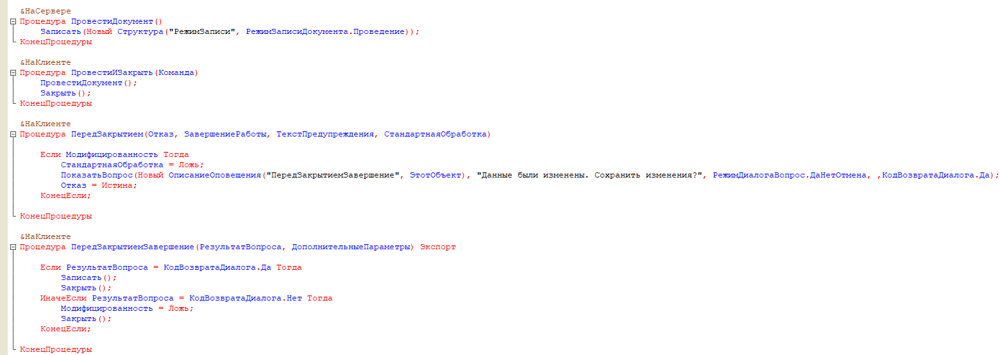 &НаСервере
Процедура ПровестиДокумент()
Записать(Новый Структура("РежимЗаписи", РежимЗаписиДокумента.Проведение));
КонецПроцедуры
&НаКлиенте
Процедура ПровестиИЗакрыть(Команда)
ПровестиДокумент();
Закрыть();
КонецПроцедуры
&НаКлиенте
Процедура ПередЗакрытием(Отказ, ЗавершениеРаботы, ТекстПредупреждения, СтандартнаяОбработка)
Если Модифицированность Тогда
СтандартнаяОбработка = Ложь;
ПоказатьВопрос(Новый ОписаниеОповещения("ПередЗакрытиемЗавершение", ЭтотОбъект), "Данные были изменены. Сохранить изменения?", РежимДиалогаВопрос.ДаНетОтмена, ,КодВозвратаДиалога.Да);
Отказ = Истина;
КонецЕсли;
КонецПроцедуры
&НаКлиенте
Процедура ПередЗакрытиемЗавершение(РезультатВопроса, ДополнительныеПараметры) Экспорт
Если РезультатВопроса = КодВозвратаДиалога.Да Тогда
Записать();
Закрыть();
ИначеЕсли РезультатВопроса = КодВозвратаДиалога.Нет Тогда
Модифицированность = Ложь;
Закрыть();
КонецЕсли;
КонецПроцедуры